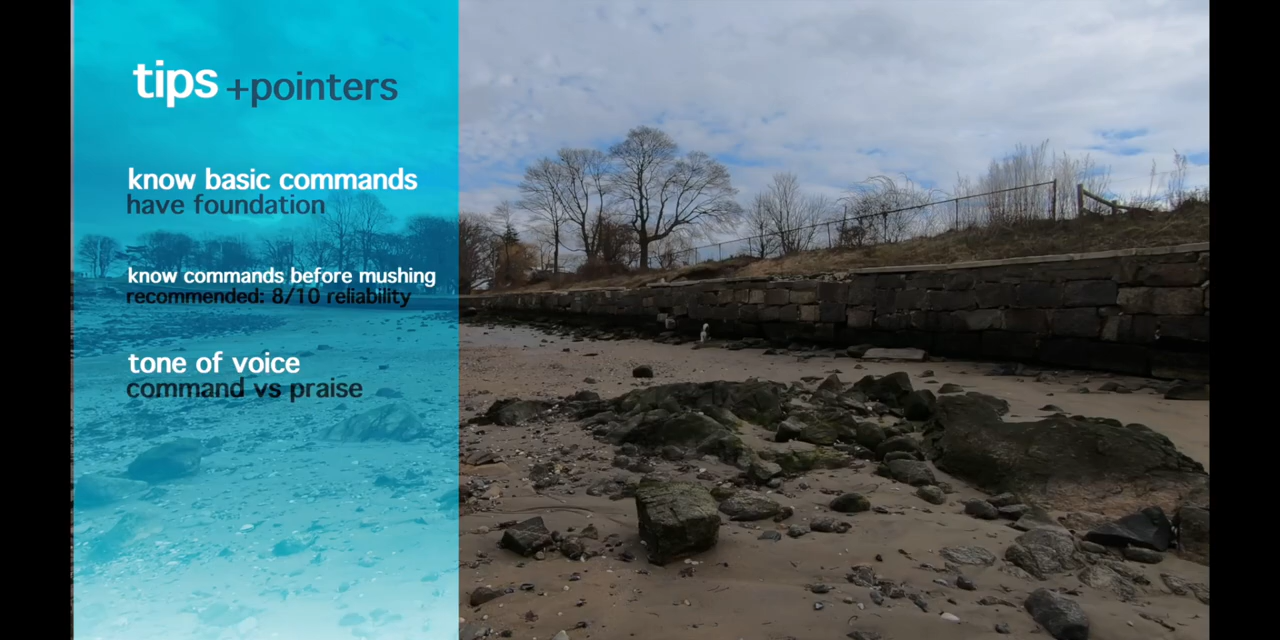 tips +pointers
know basic commands
have foundation
know commands before mushing
recommended: 8/10 reliability
tone of voice
command vs praise